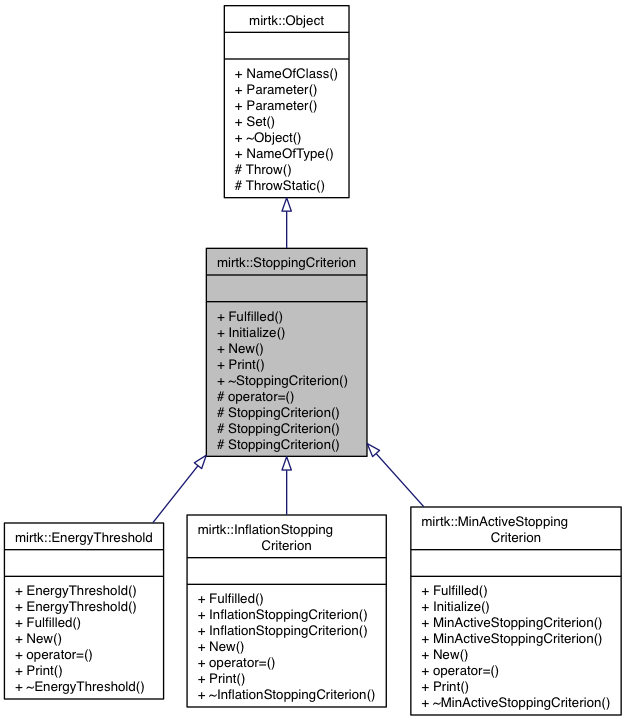 mirtk::Object
+ NameOfClass()
+ Parameter()
+ Parameter()
+ Set()
+ ~Object()
+ NameOfType()
# Throw()
# ThrowStatic()
mirtk::StoppingCriterion
+ Fulfilled()
+ Initialize()
+ New()
+ Print()
+ ~StoppingCriterion()
# operator=()
# StoppingCriterion()
# StoppingCriterion()
# StoppingCriterion()
mirtk::EnergyThreshold
+ EnergyThreshold()
+ EnergyThreshold()
+ Fulfilled()
+ New()
+ operator=()
+ Print()
+ ~EnergyThreshold()
mirtk::InflationStopping
Criterion
+ Fulfilled()
+ InflationStoppingCriterion()
+ InflationStoppingCriterion()
+ New()
+ operator=()
+ Print()
+ ~InflationStoppingCriterion()
mirtk::MinActiveStopping
Criterion
+ Fulfilled()
+ Initialize()
+ MinActiveStoppingCriterion()
+ MinActiveStoppingCriterion()
+ New()
+ operator=()
+ Print()
+ ~MinActiveStoppingCriterion()